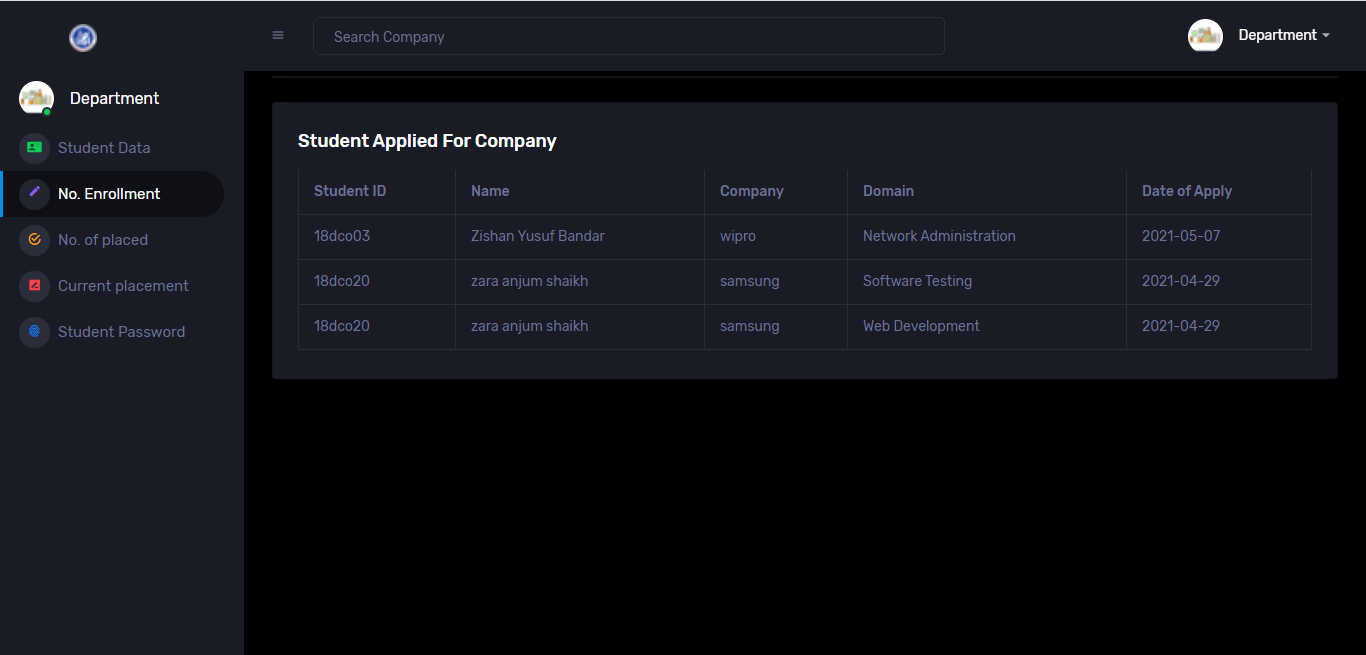 Search Company
Department
Department
Student Data
No. Enrollment
No. of placed
Current placement
Student Password
Student Applied For Company
Student ID Name Company Domain Date of Apply
18dco03 Zishan Yusuf Bandar wipro Network Administration 2021-05-07
18dco20 zara anjum shaikh samsung Software Testing 2021-04-29
18dco20 zara anjum shaikh samsung Web Development 2021-04-29